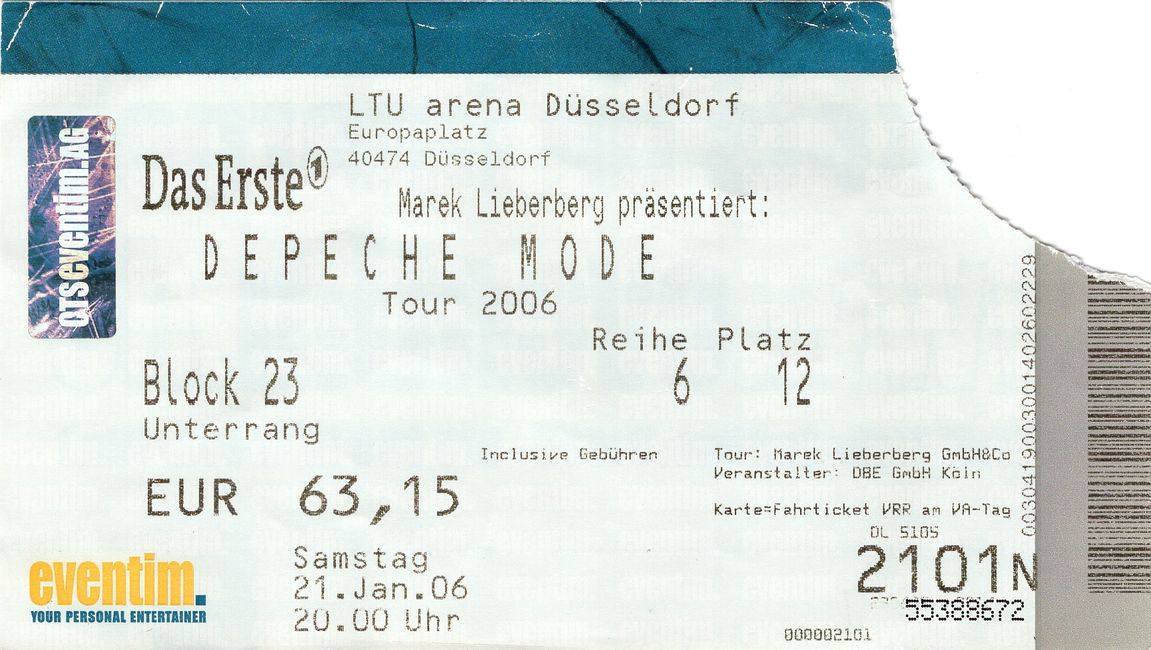 LTU arena Düsseldorf
Europaplatz
40474 Düsseldorf
CTSeventim.AG
Das Erste 1
Marek Lieberberg präsentiert:
DEPECHE MODE
Tour 2006
Reihe Platz
Block 23 6 12
Unterrang
Inclusive Gebühren
Tour: Marek Lieberberg GmbH&Co
Veranstalter: DBE GmbH Köln
EUR 63,15
Karte=Fahrticket VRR am VA-Tag
DL 5105
2101N
55388672
000002101
Samstag
21.Jan.06
20.00 Uhr
eventim.
YOUR PERSONAL ENTERTAINER
003041900300014026022229